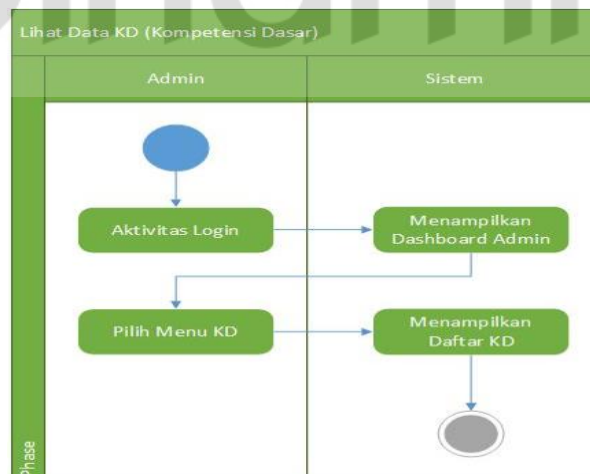 Lihat Data KD (Kompetensi Dasar)
Admin
Sistem
Aktivitas Login
Menampilkan
Dashboard Admin
Pilih Menu KD
Menampilkan
Daftar KD
Phase